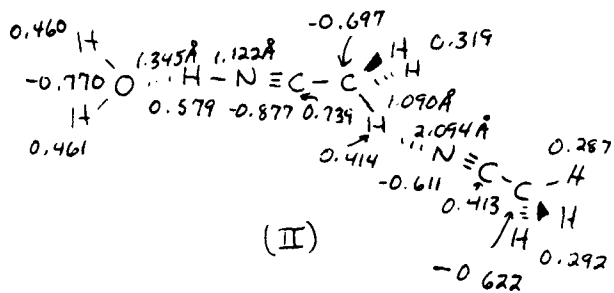 0.460 H -0.697 H 0.319
1.345Å 1.122Å H
-0.770 O H - N ≡ C - C
H 0.579 -0.877 0.739 1.090Å
0.461 H 2.094Å
0.414 N 0.287
-0.611 C C - H
0.413 H
(II) H 0.292
-0.622